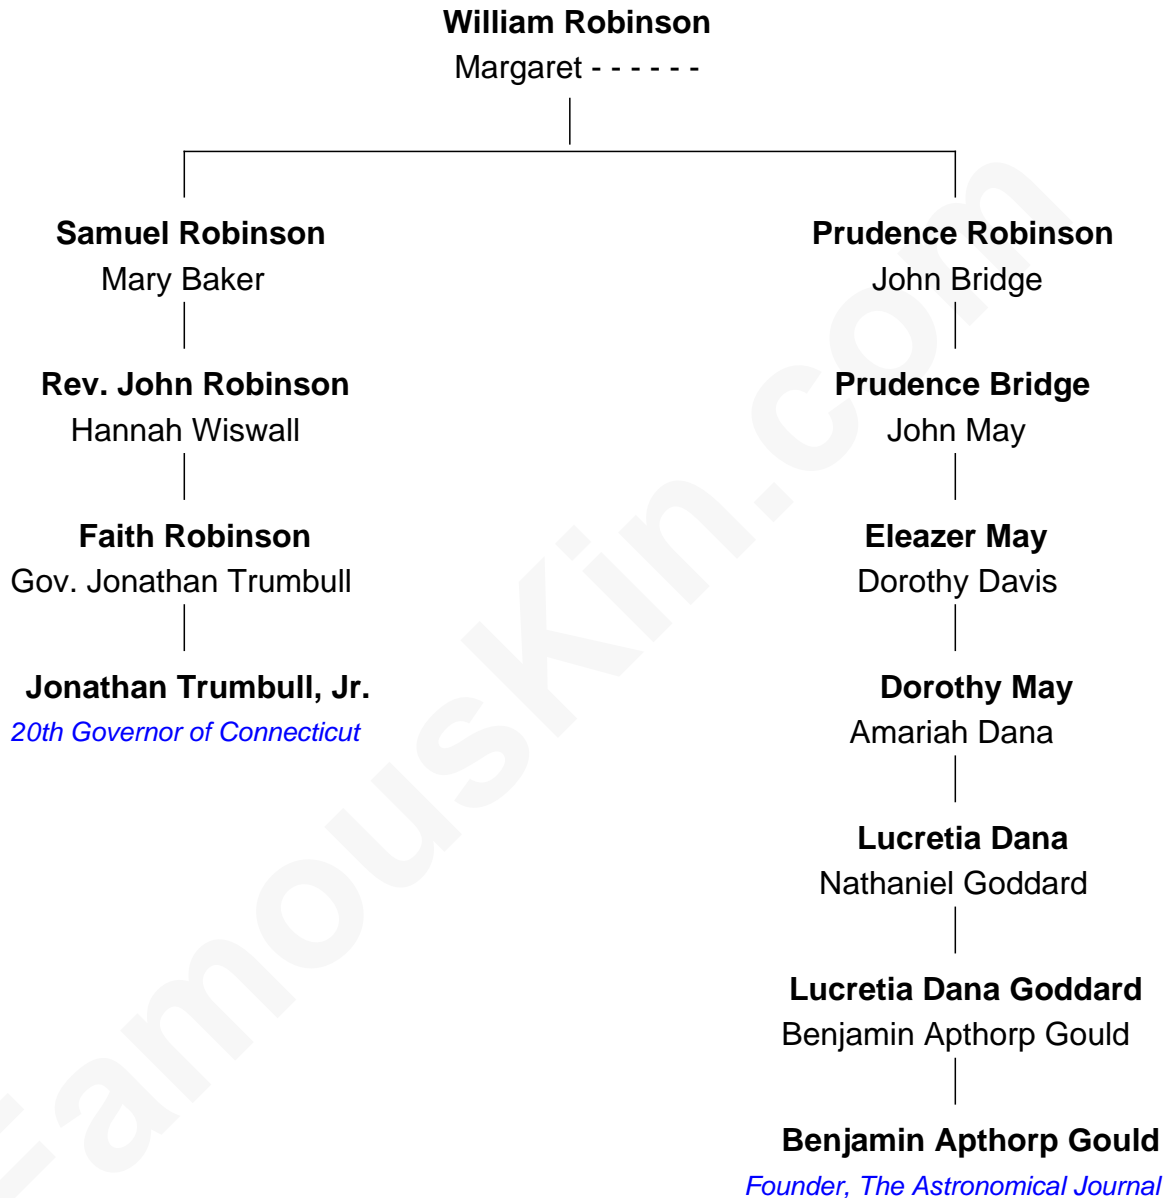 William Robinson
Margaret - - - - - -
Samuel Robinson
Mary Baker
Rev. John Robinson
Hannah Wiswall
Faith Robinson
Gov. Jonathan Trumbull
Jonathan Trumbull, Jr.
20th Governor of Connecticut
Prudence Robinson
John Bridge
Prudence Bridge
John May
Eleazer May
Dorothy Davis
Dorothy May
Amariah Dana
Lucretia Dana
Nathaniel Goddard
Lucretia Dana Goddard
Benjamin Apthorp Gould
Benjamin Apthorp Gould
Founder, The Astronomical Journal
FamousKin.com